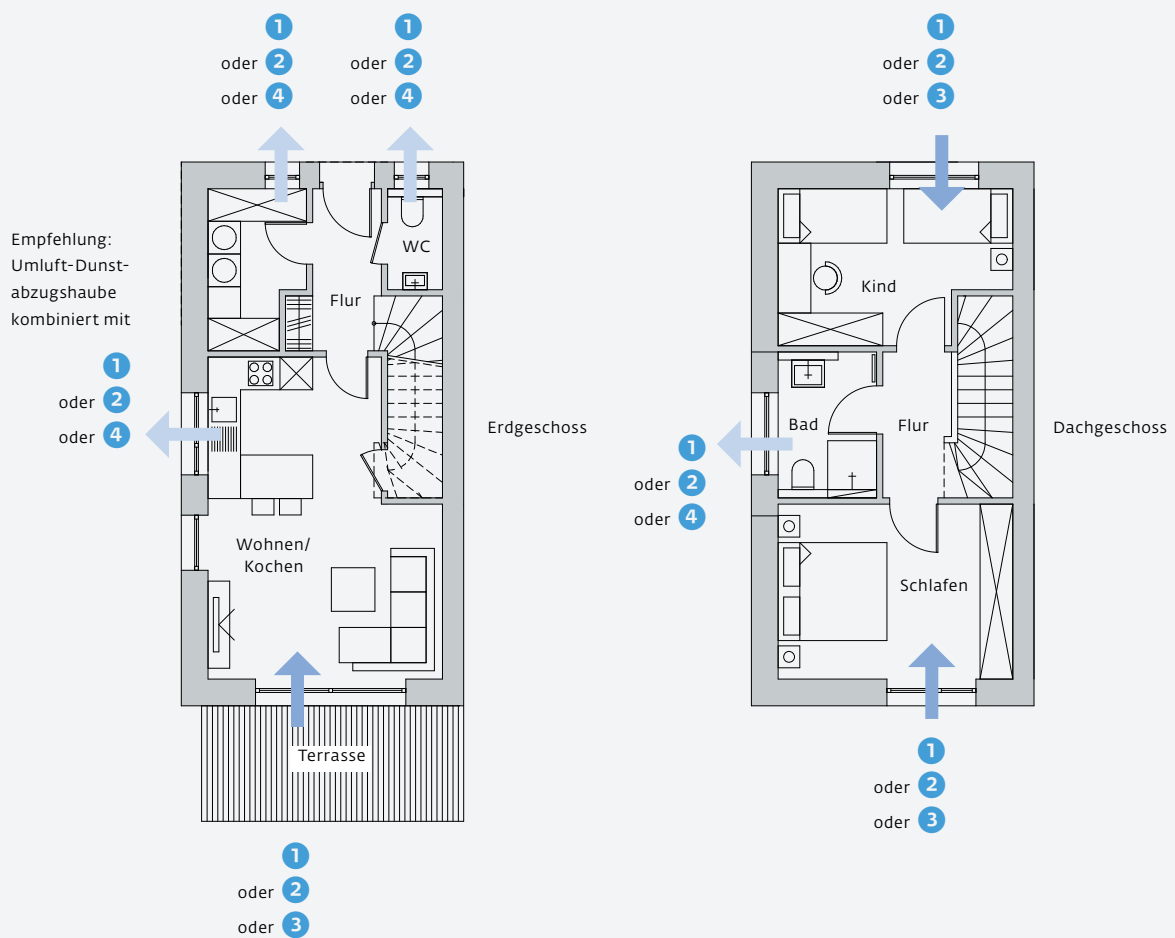 1
oder 2
oder 4
1
oder 2
oder 4
Empfehlung:
Umluft-Dunst-
abzugshaube
kombiniert mit
1
oder 2
oder 4
WC
Flur
Wohnen/
Kochen
Terrasse
Erdgeschoss
1
oder 2
oder 3
1
oder 2
oder 3
Kind
Bad
Flur
Dachgeschoss
1
oder 2
oder 4
Schlafen
1
oder 2
oder 3